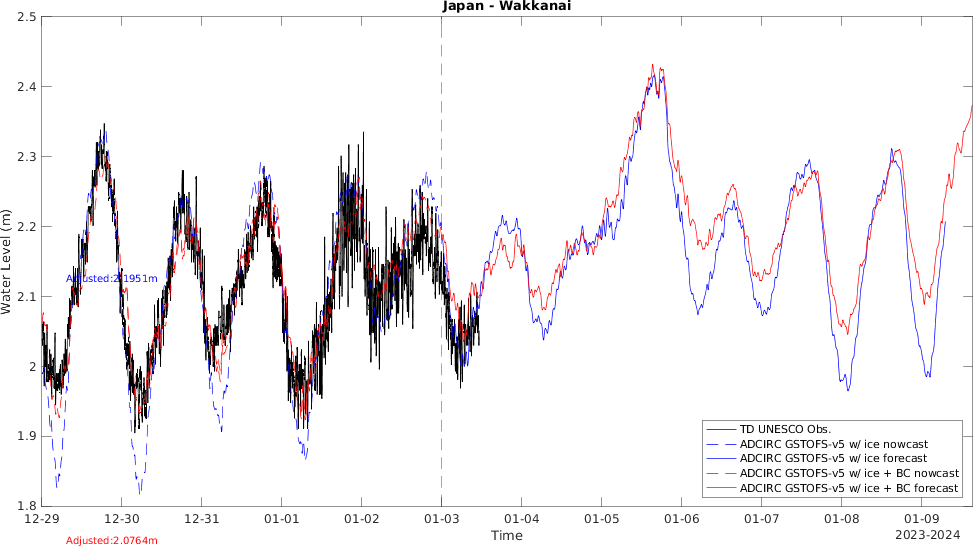 Japan - Wakkanai
2.5
2.4
2.3
2.2
2.1
2
1.9
1.8
Water Level (m)
Adjusted:2.1951m
TD UNESCO Obs.
ADCIRC GSTOFS-v5 w/ ice nowcast
ADCIRC GSTOFS-v5 w/ ice forecast
ADCIRC GSTOFS-v5 w/ ice + BC nowcast
ADCIRC GSTOFS-v5 w/ ice + BC forecast
12-29 12-30 12-31 01-01 01-02 01-03 01-04 01-05 01-06 01-07 01-08 01-09
Time
2023-2024
Adjusted:2.0764m